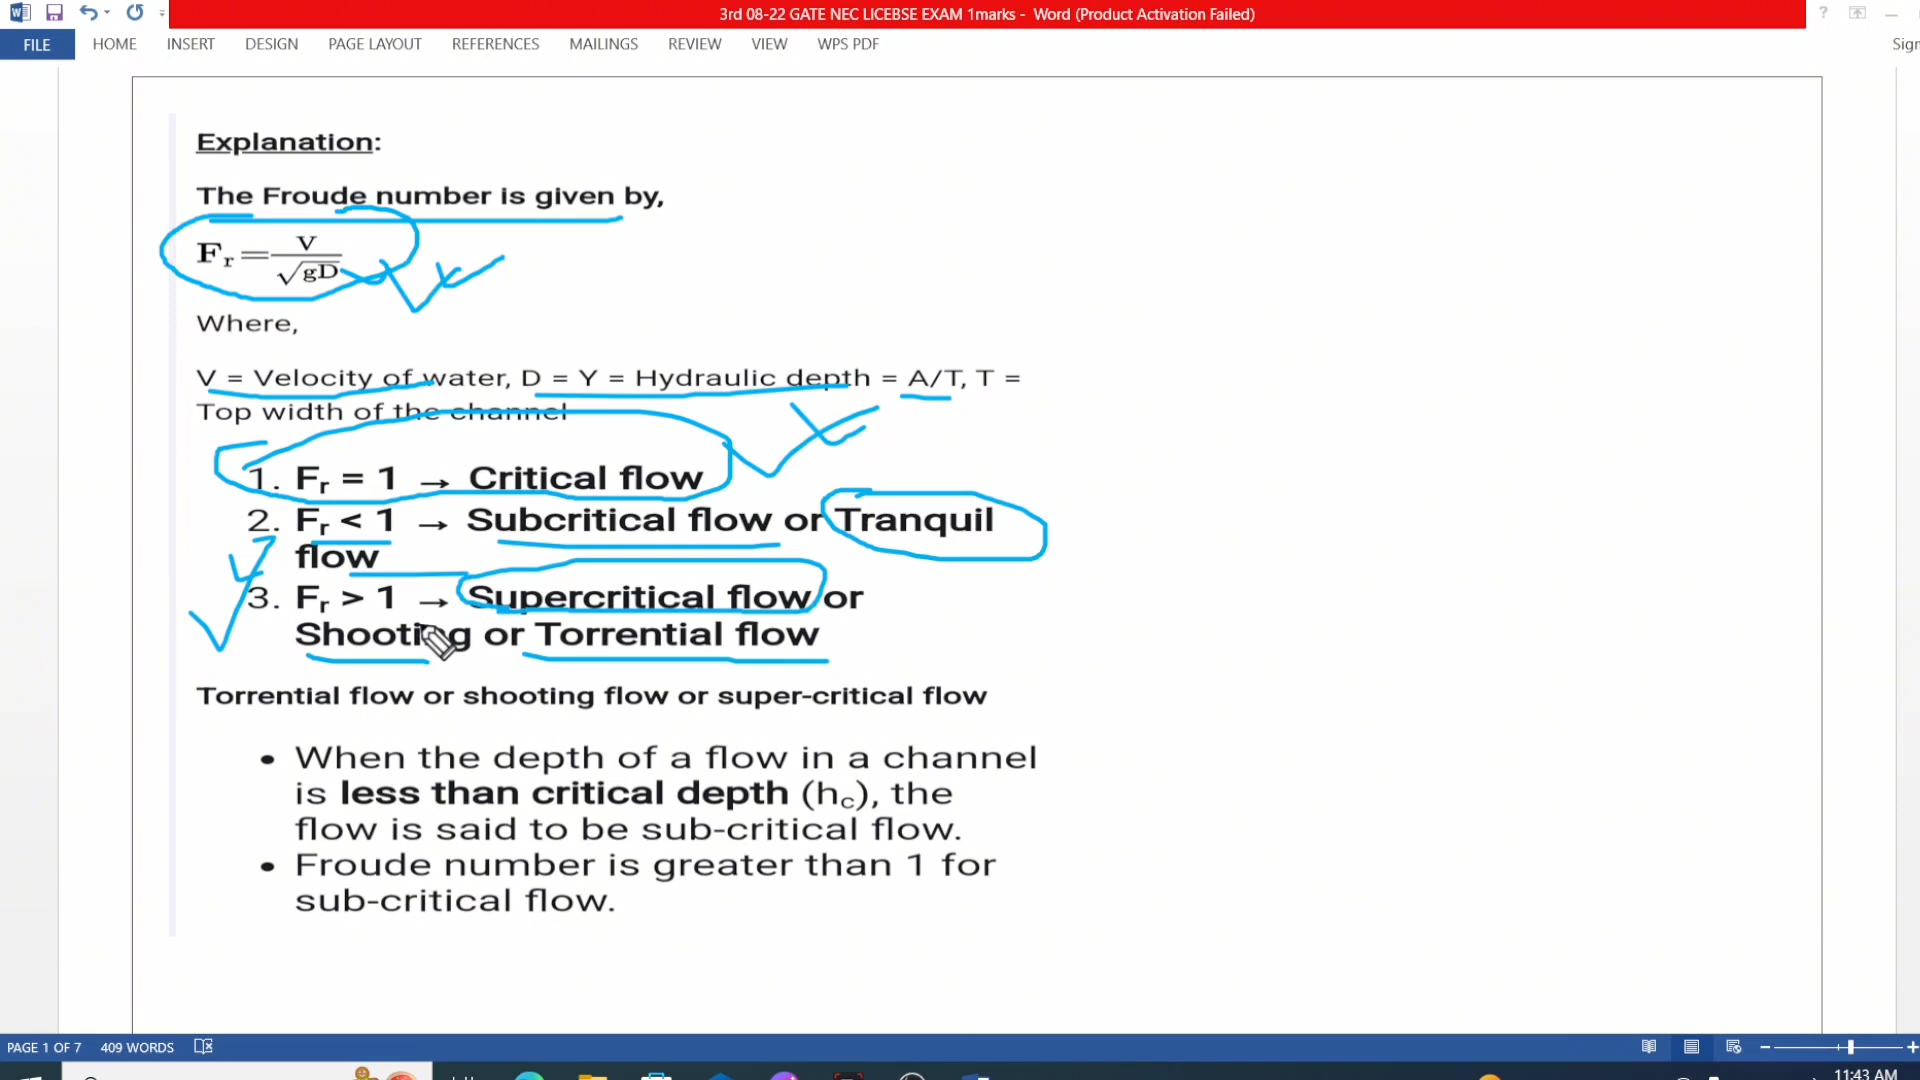 3rd 08-22 GATE NEC LICEBSE EXAM 1marks - Word (Product Activation Failed)
?
FILE HOME INSERT DESIGN PAGE LAYOUT REFERENCES MAILINGS REVIEW VIEW WPS PDF Sign
Explanation:
The Froude number is given by,
Fr = V / √gD
Where,
V = Velocity of water, D = Y = Hydraulic depth = A/T, T =
Top width of the channel
1. Fr = 1 → Critical flow
2. Fr < 1 → Subcritical flow or Tranquil
flow
3. Fr > 1 → Supercritical flow or
Shooting or Torrential flow
Torrential flow or shooting flow or super-critical flow
• When the depth of a flow in a channel
is less than critical depth (hc), the
flow is said to be sub-critical flow.
• Froude number is greater than 1 for
sub-critical flow.
PAGE 1 OF 7 409 WORDS
11:43 AM